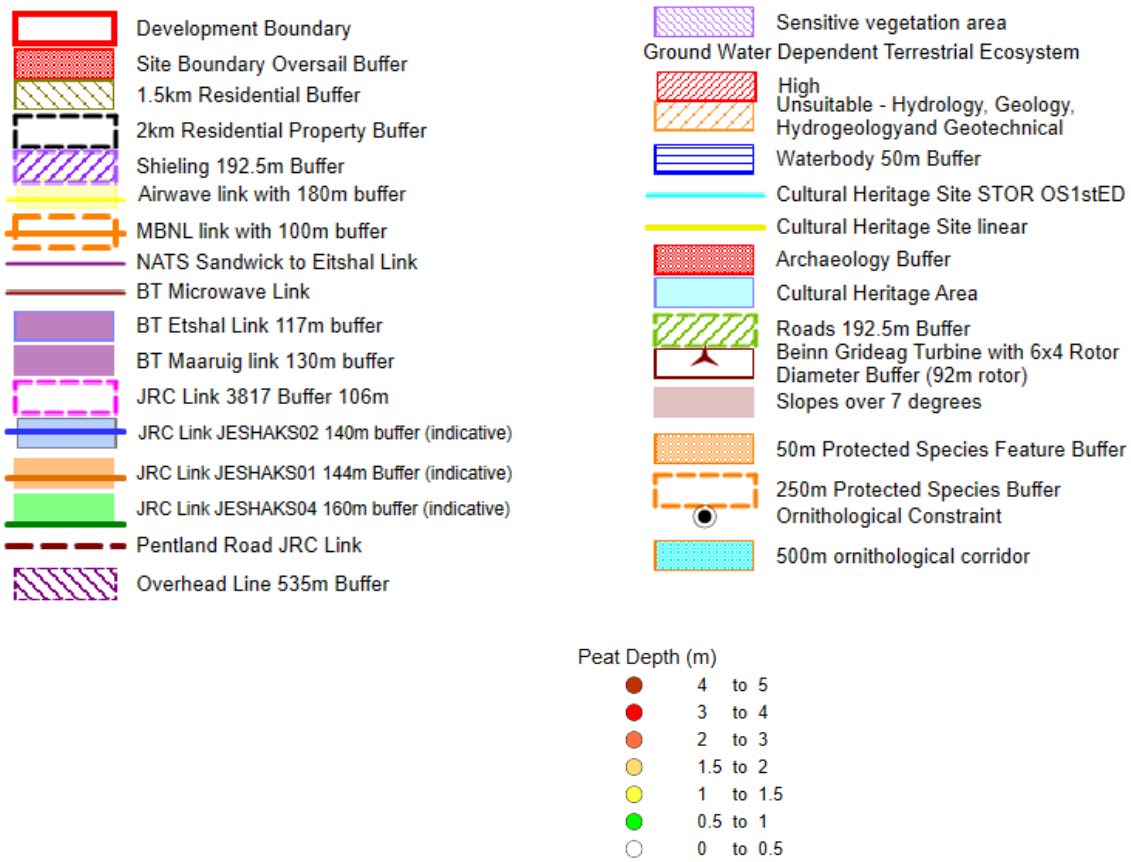 Development Boundary
Site Boundary Oversail Buffer
1.5km Residential Buffer
2km Residential Property Buffer
Shieling 192.5m Buffer
Airwave link with 180m buffer
MBNL link with 100m buffer
NATS Sandwick to Eitshal Link
BT Microwave Link
BT Etshal Link 117m buffer
BT Maaruig link 130m buffer
JRC Link 3817 Buffer 106m
JRC Link JESHAKS02 140m buffer (indicative)
JRC Link JESHAKS01 144m Buffer (indicative)
JRC Link JESHAKS04 160m buffer (indicative)
Pentland Road JRC Link
Overhead Line 535m Buffer
Sensitive vegetation area
Ground Water Dependent Terrestrial Ecosystem
High
Unsuitable - Hydrology, Geology,
Hydrogeologyand Geotechnical
Waterbody 50m Buffer
Cultural Heritage Site STOR OS1stED
Cultural Heritage Site linear
Archaeology Buffer
Cultural Heritage Area
Roads 192.5m Buffer
Beinn Grideag Turbine with 6x4 Rotor
Diameter Buffer (92m rotor)
Slopes over 7 degrees
50m Protected Species Feature Buffer
250m Protected Species Buffer
Ornithological Constraint
500m ornithological corridor
Peat Depth (m)
4 to 5
3 to 4
2 to 3
1.5 to 2
1 to 1.5
0.5 to 1
0 to 0.5